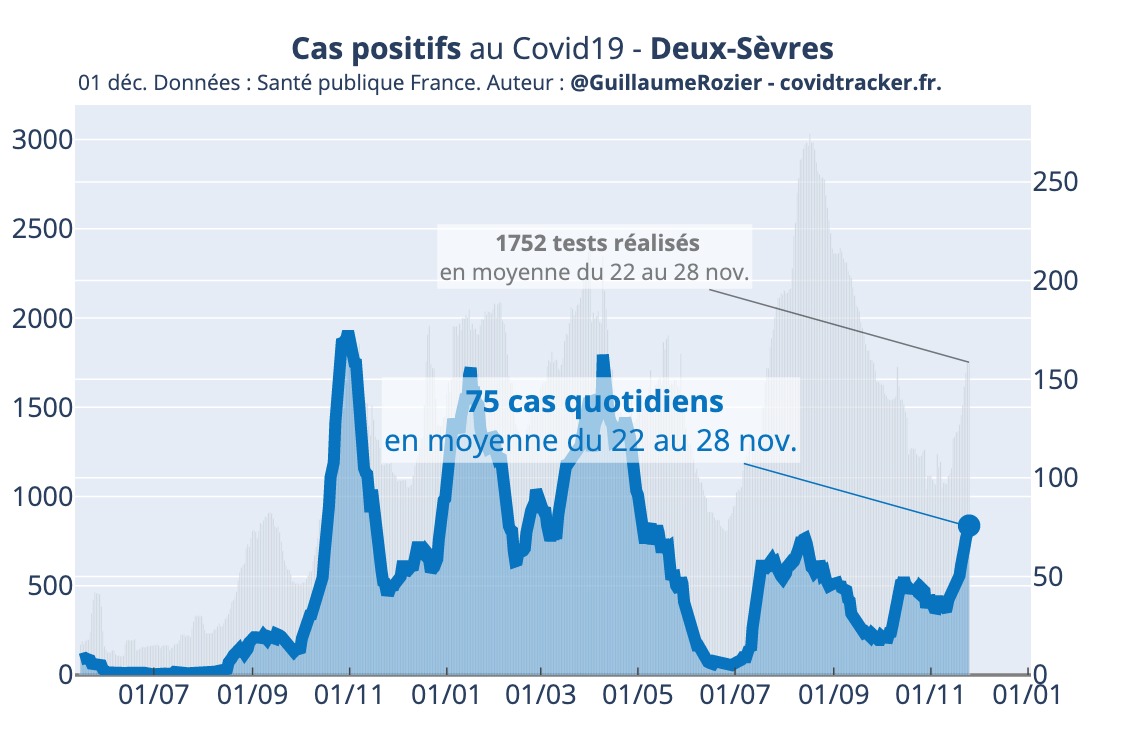 Cas positifs au Covid19 - Deux-Sèvres
01 déc. Données : Santé publique France. Auteur : @GuillaumeRozier - covidtracker.fr.
3000
2500
2000
1500
1000
500
0
250
200
150
100
50
0
1752 tests réalisés
en moyenne du 22 au 28 nov.
75 cas quotidiens
en moyenne du 22 au 28 nov.
01/07 01/09 01/11 01/01 01/03 01/05 01/07 01/09 01/11 01/01